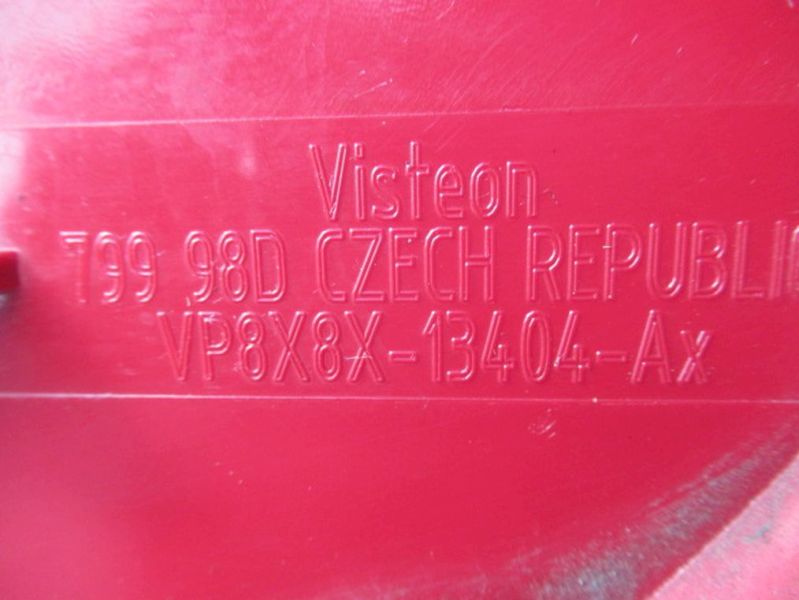 Visteon
799 98D CZECH REPUBLIC
VP8X8X-13404-Ax